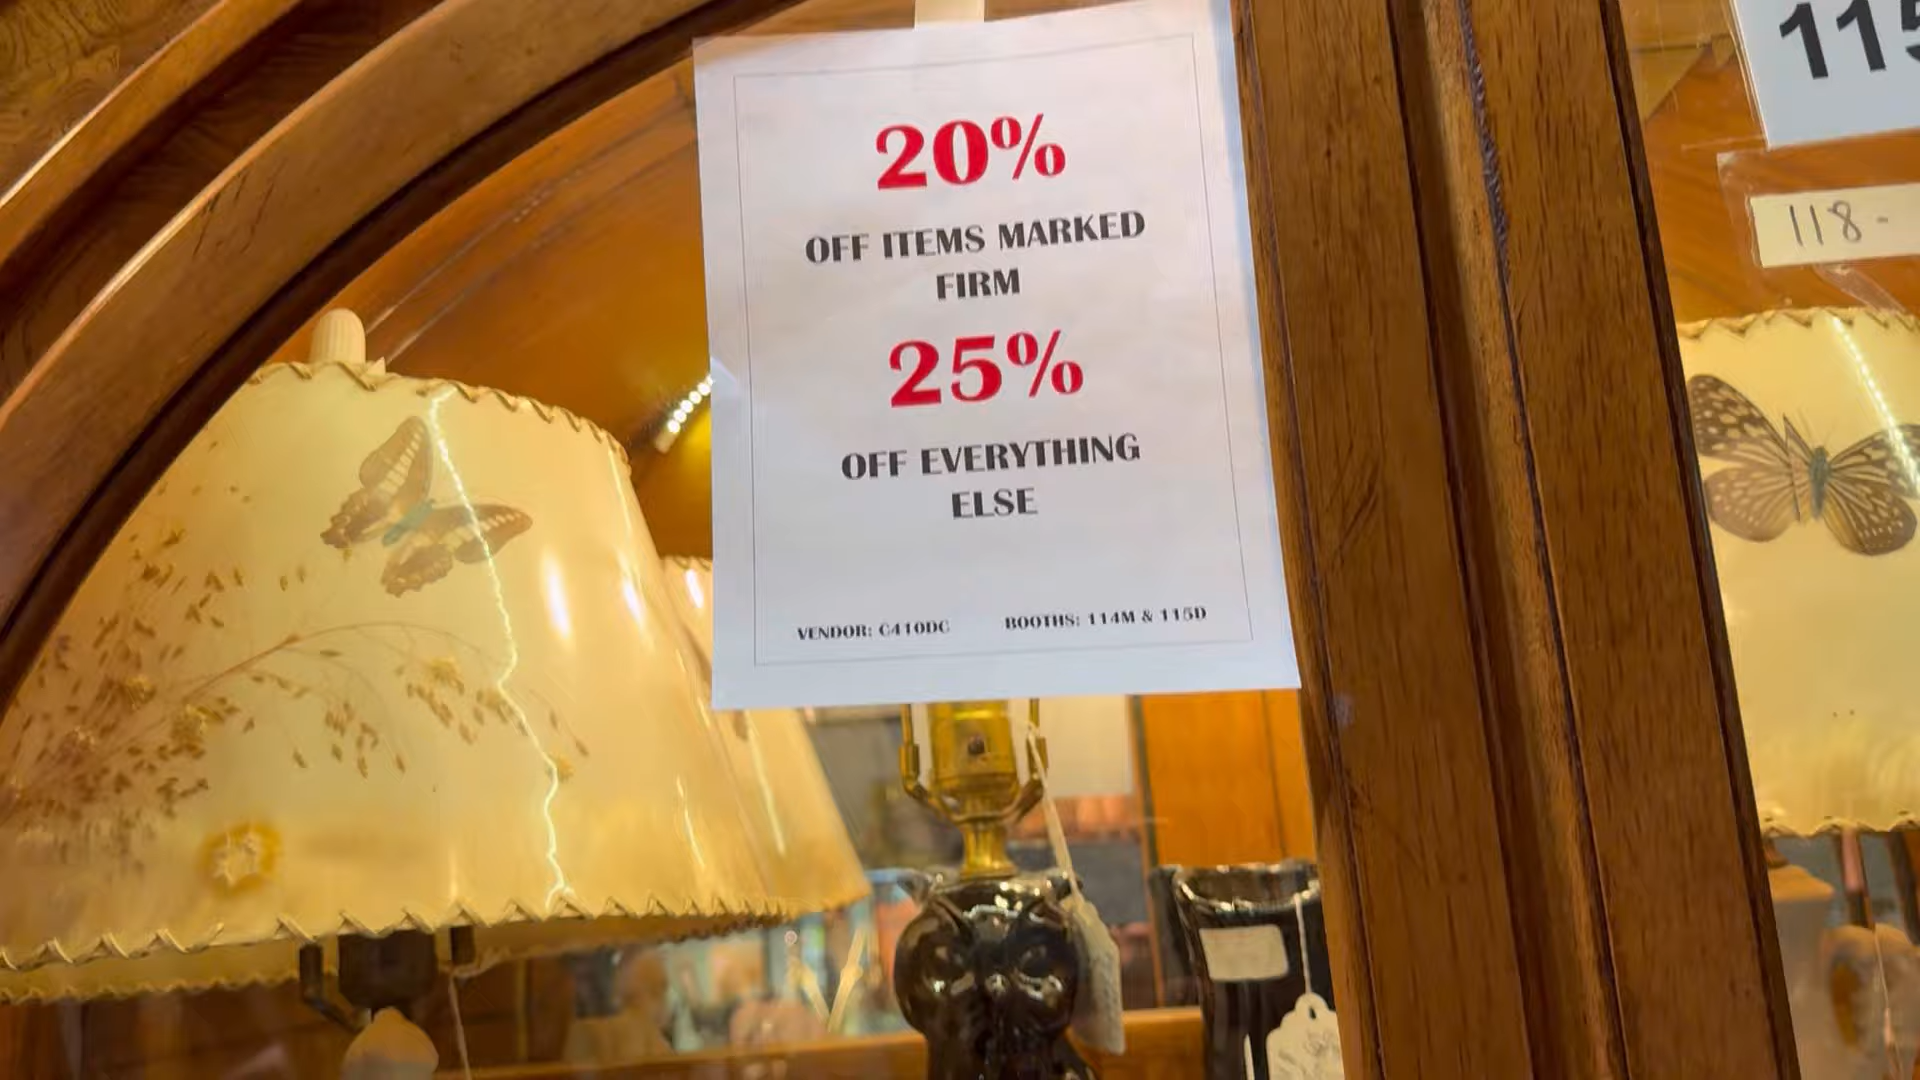 20%
OFF ITEMS MARKED
FIRM
25%
OFF EVERYTHING
ELSE
VENDOR: C410DC BOOTHS: 114M & 115D
115
118-